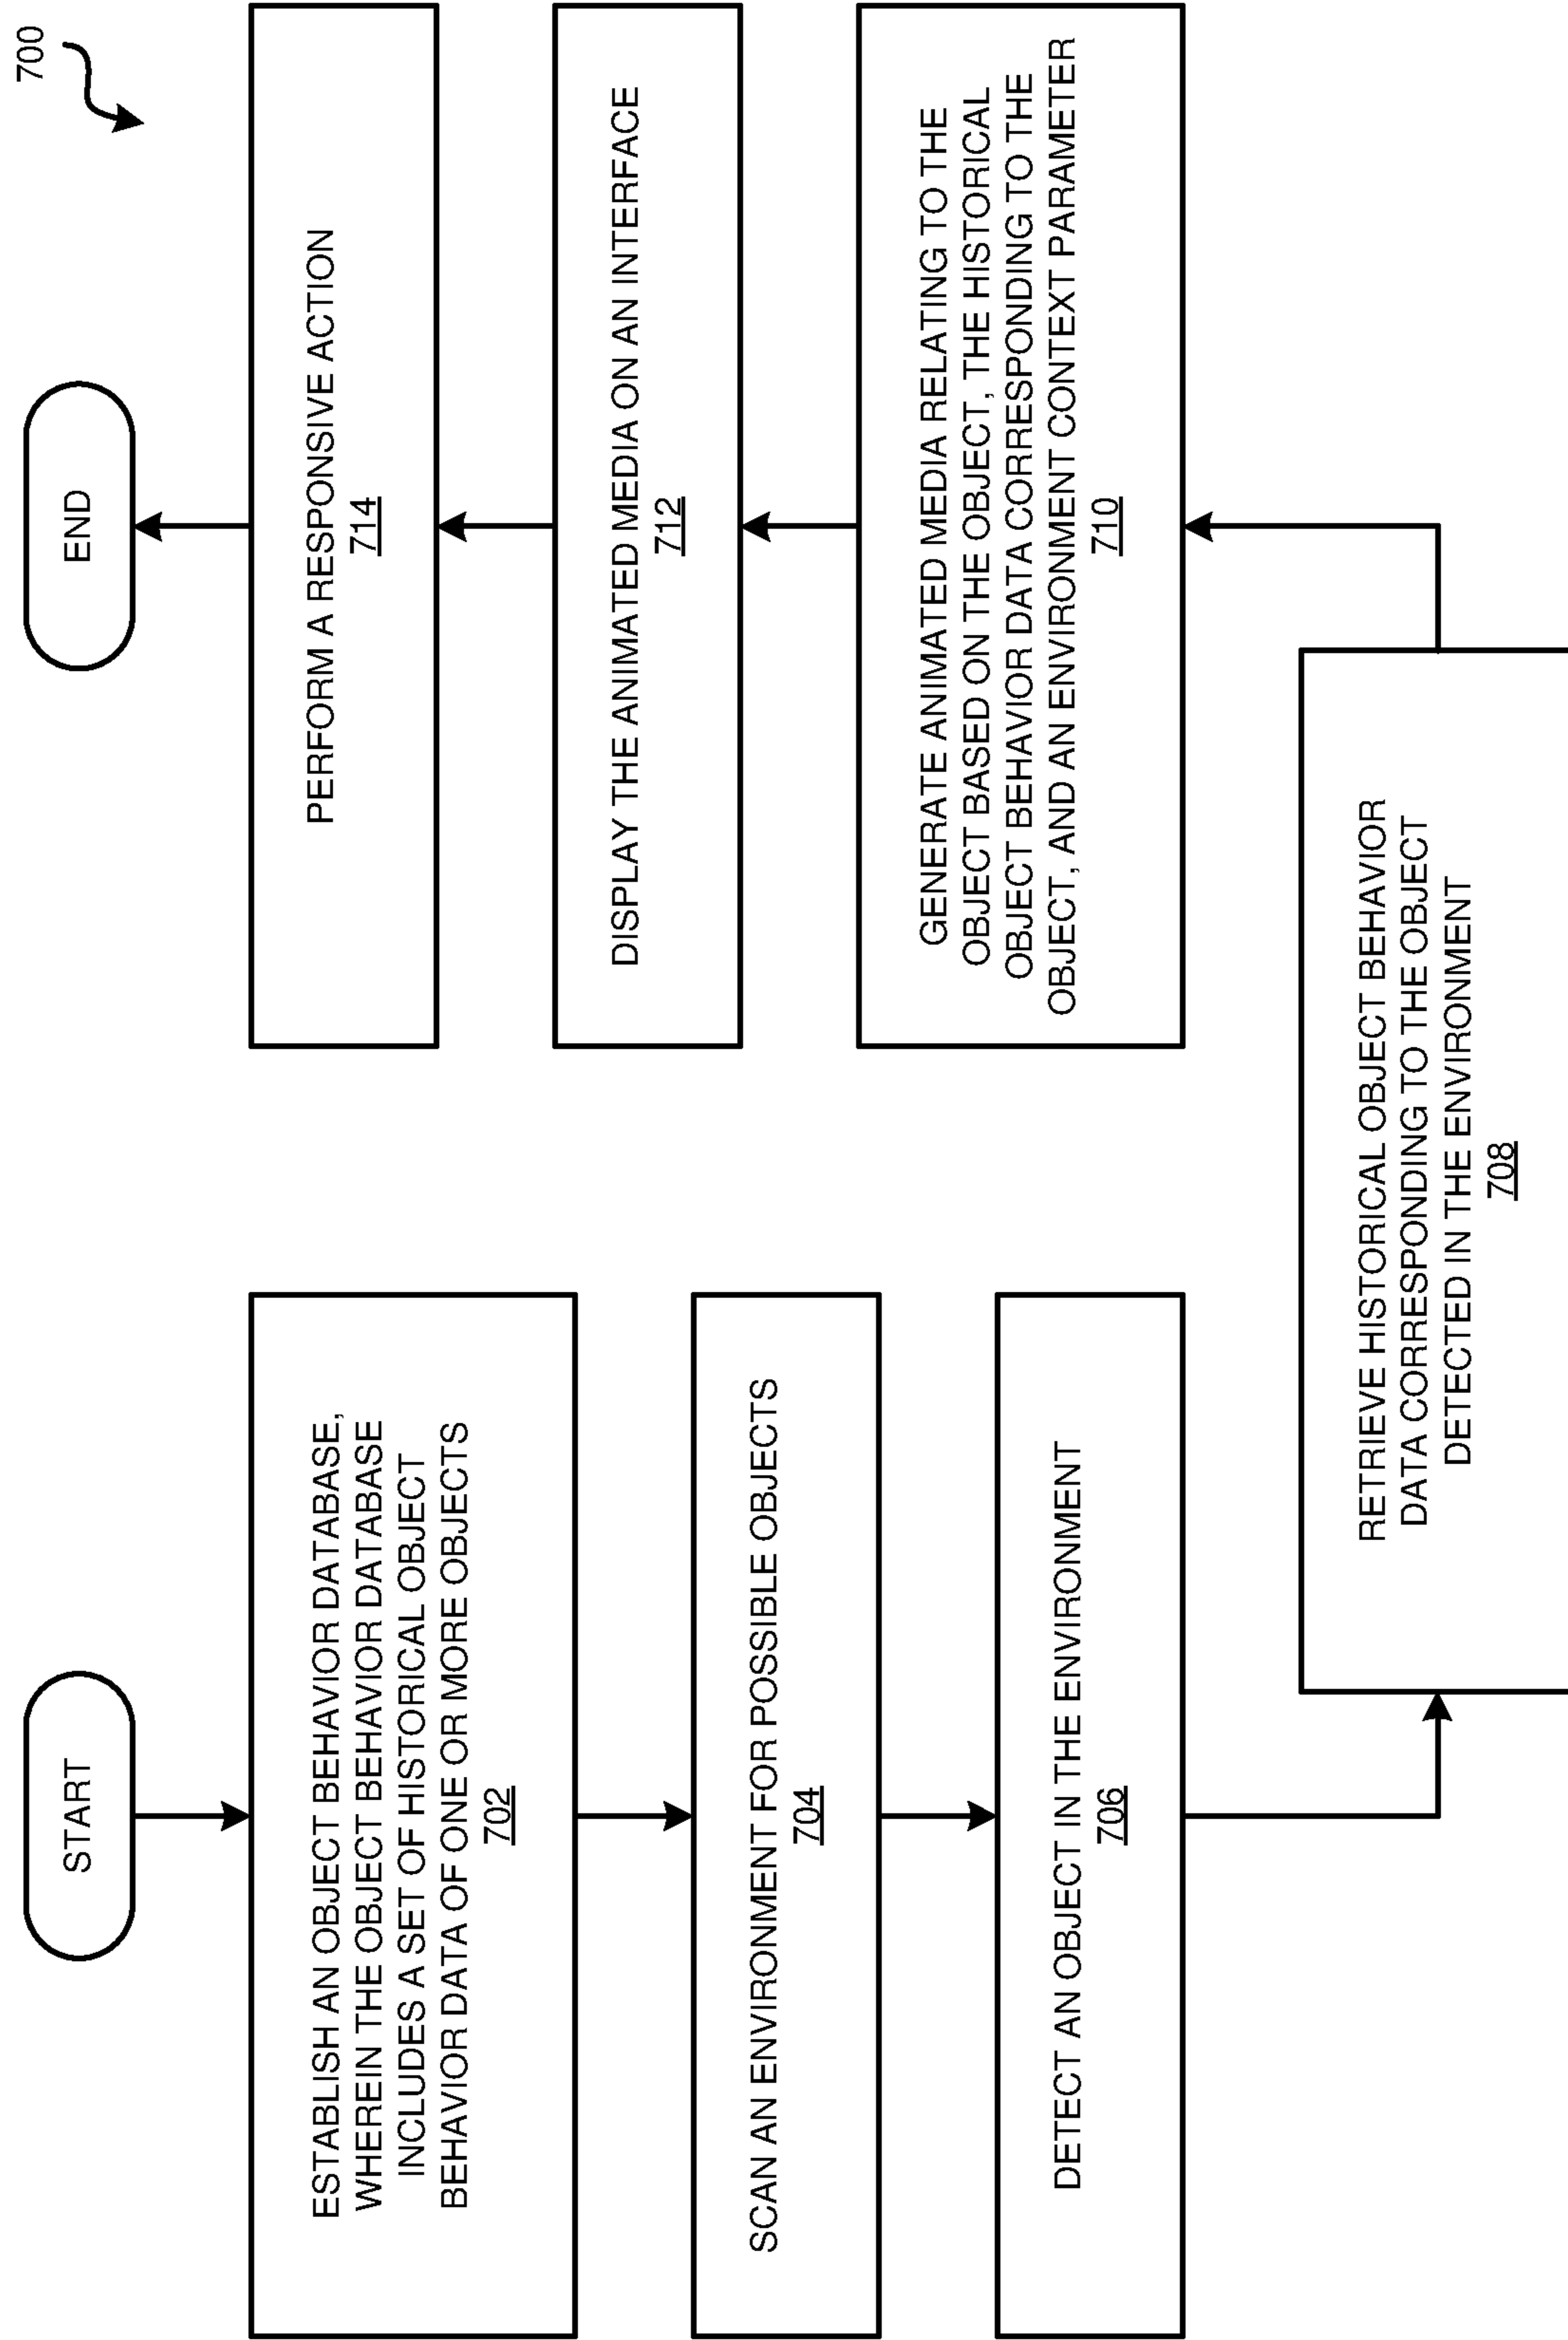 700
START
ESTABLISH AN OBJECT BEHAVIOR DATABASE,
WHEREIN THE OBJECT BEHAVIOR DATABASE
INCLUDES A SET OF HISTORICAL OBJECT
BEHAVIOR DATA OF ONE OR MORE OBJECTS
702
SCAN AN ENVIRONMENT FOR POSSIBLE OBJECTS
704
DETECT AN OBJECT IN THE ENVIRONMENT
706
RETRIEVE HISTORICAL OBJECT BEHAVIOR
DATA CORRESPONDING TO THE OBJECT
DETECTED IN THE ENVIRONMENT
708
GENERATE ANIMATED MEDIA RELATING TO THE
OBJECT BASED ON THE OBJECT, THE HISTORICAL
OBJECT BEHAVIOR DATA CORRESPONDING TO THE
OBJECT, AND AN ENVIRONMENT CONTEXT PARAMETER
710
DISPLAY THE ANIMATED MEDIA ON AN INTERFACE
712
PERFORM A RESPONSIVE ACTION
714
END